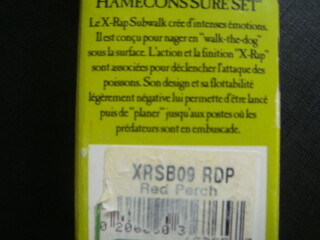 HAMEÇONS SURE SET
Le X-Rap Subwalk crée d'intenses émotions.
Il est conçu pour nager en "walk-the-dog"
sous la surface. L'action et la finition "X-Rap"
sont associées pour déclencher l'attaque des
poissons. Son design et sa flottabilité
légèrement négative lui permette d'être lancé
puis de "planer" jusqu'aux postes où les
prédateurs sont en embuscade.
XRSB09 RDP
Red Perch